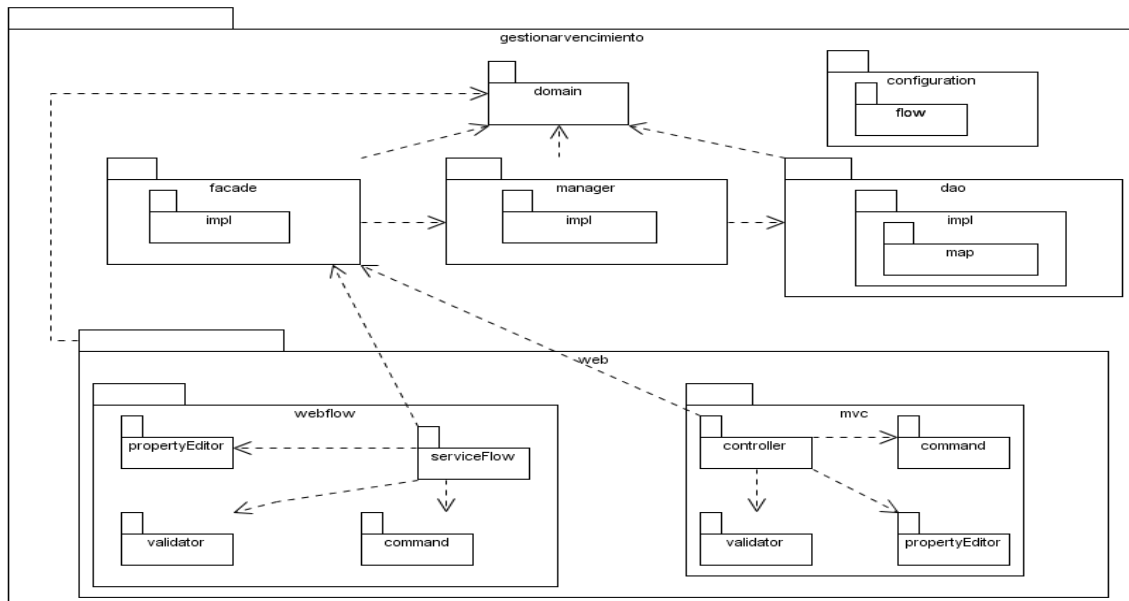 gestionarvencimiento
domain
configuration
flow
facade
impl
manager
impl
dao
impl
map
web
webflow
propertyEditor
serviceFlow
validator
command
mvc
controller
command
validator
propertyEditor